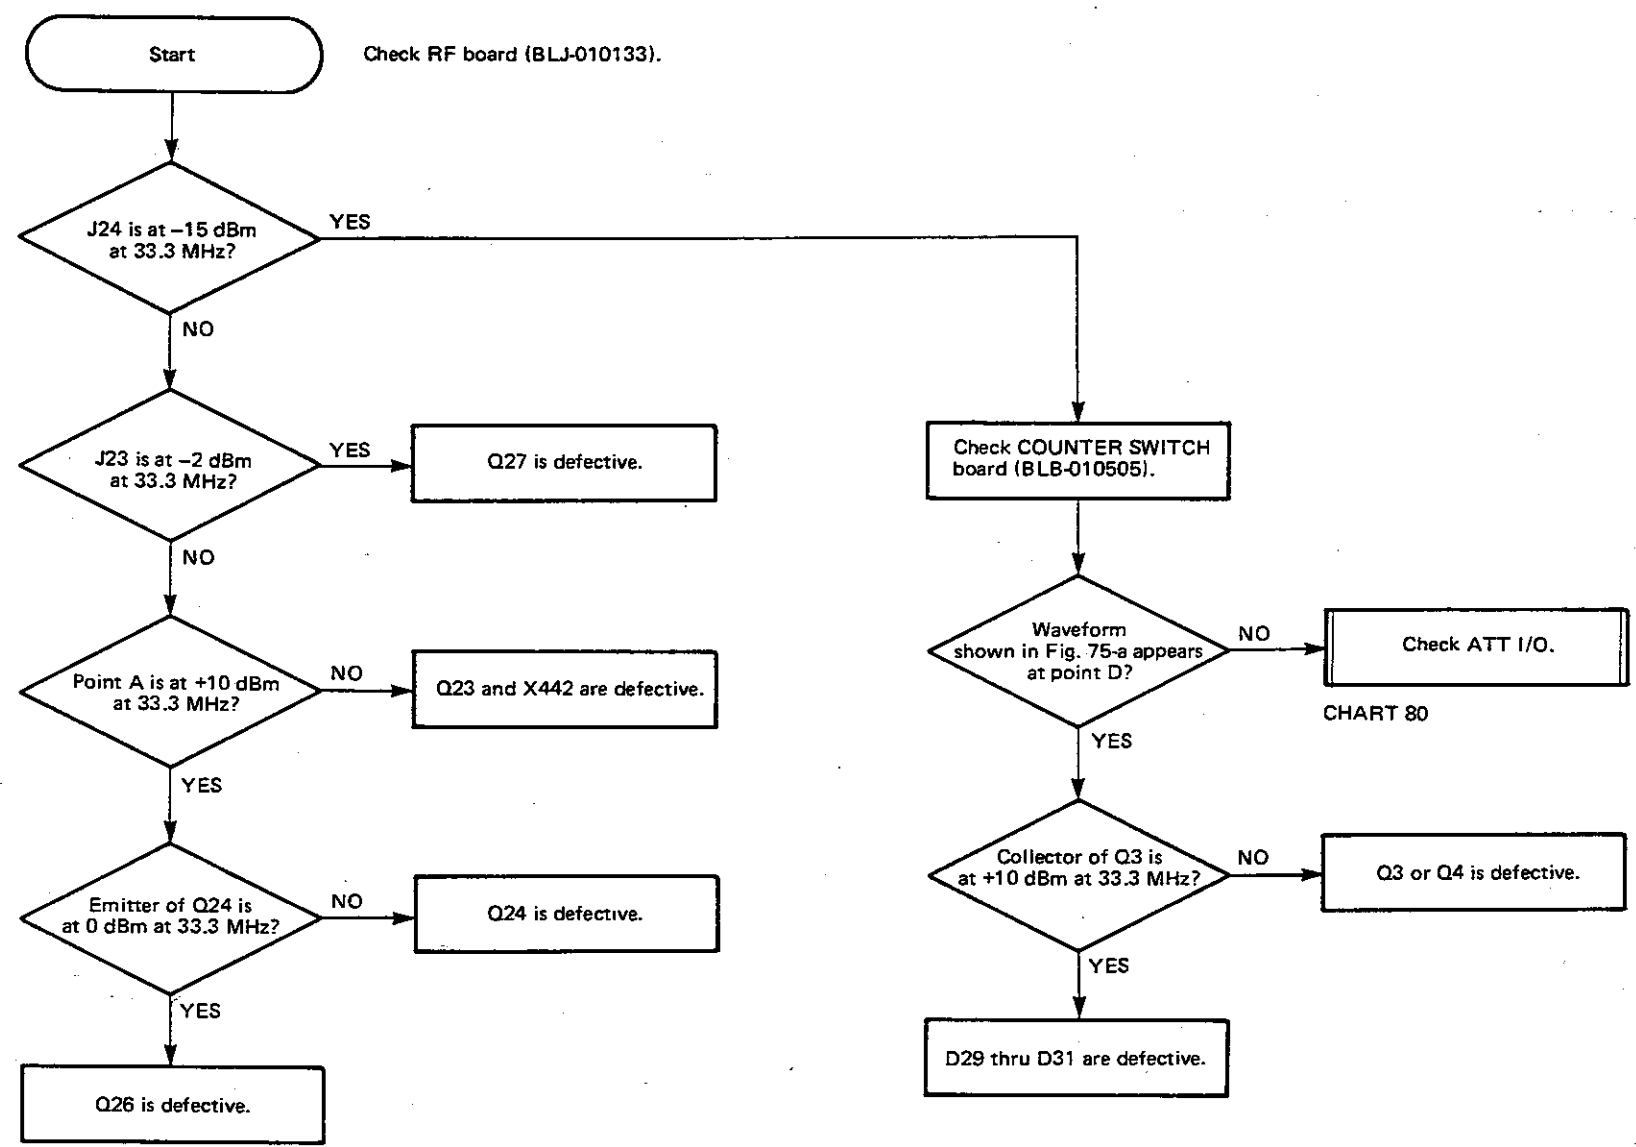 Start
Check RF board (BLJ-010133).
J24 is at –15 dBm
at 33.3 MHz?
YES
NO
J23 is at –2 dBm
at 33.3 MHz?
YES
Q27 is defective.
NO
Point A is at +10 dBm
at 33.3 MHz?
NO
Q23 and X442 are defective.
YES
Emitter of Q24 is
at 0 dBm at 33.3 MHz?
NO
Q24 is defective.
YES
Q26 is defective.
Check COUNTER SWITCH
board (BLB-010505).
Waveform
shown in Fig. 75-a appears
at point D?
NO
Check ATT I/O.
CHART 80
YES
Collector of Q3 is
at +10 dBm at 33.3 MHz?
NO
Q3 or Q4 is defective.
YES
D29 thru D31 are defective.